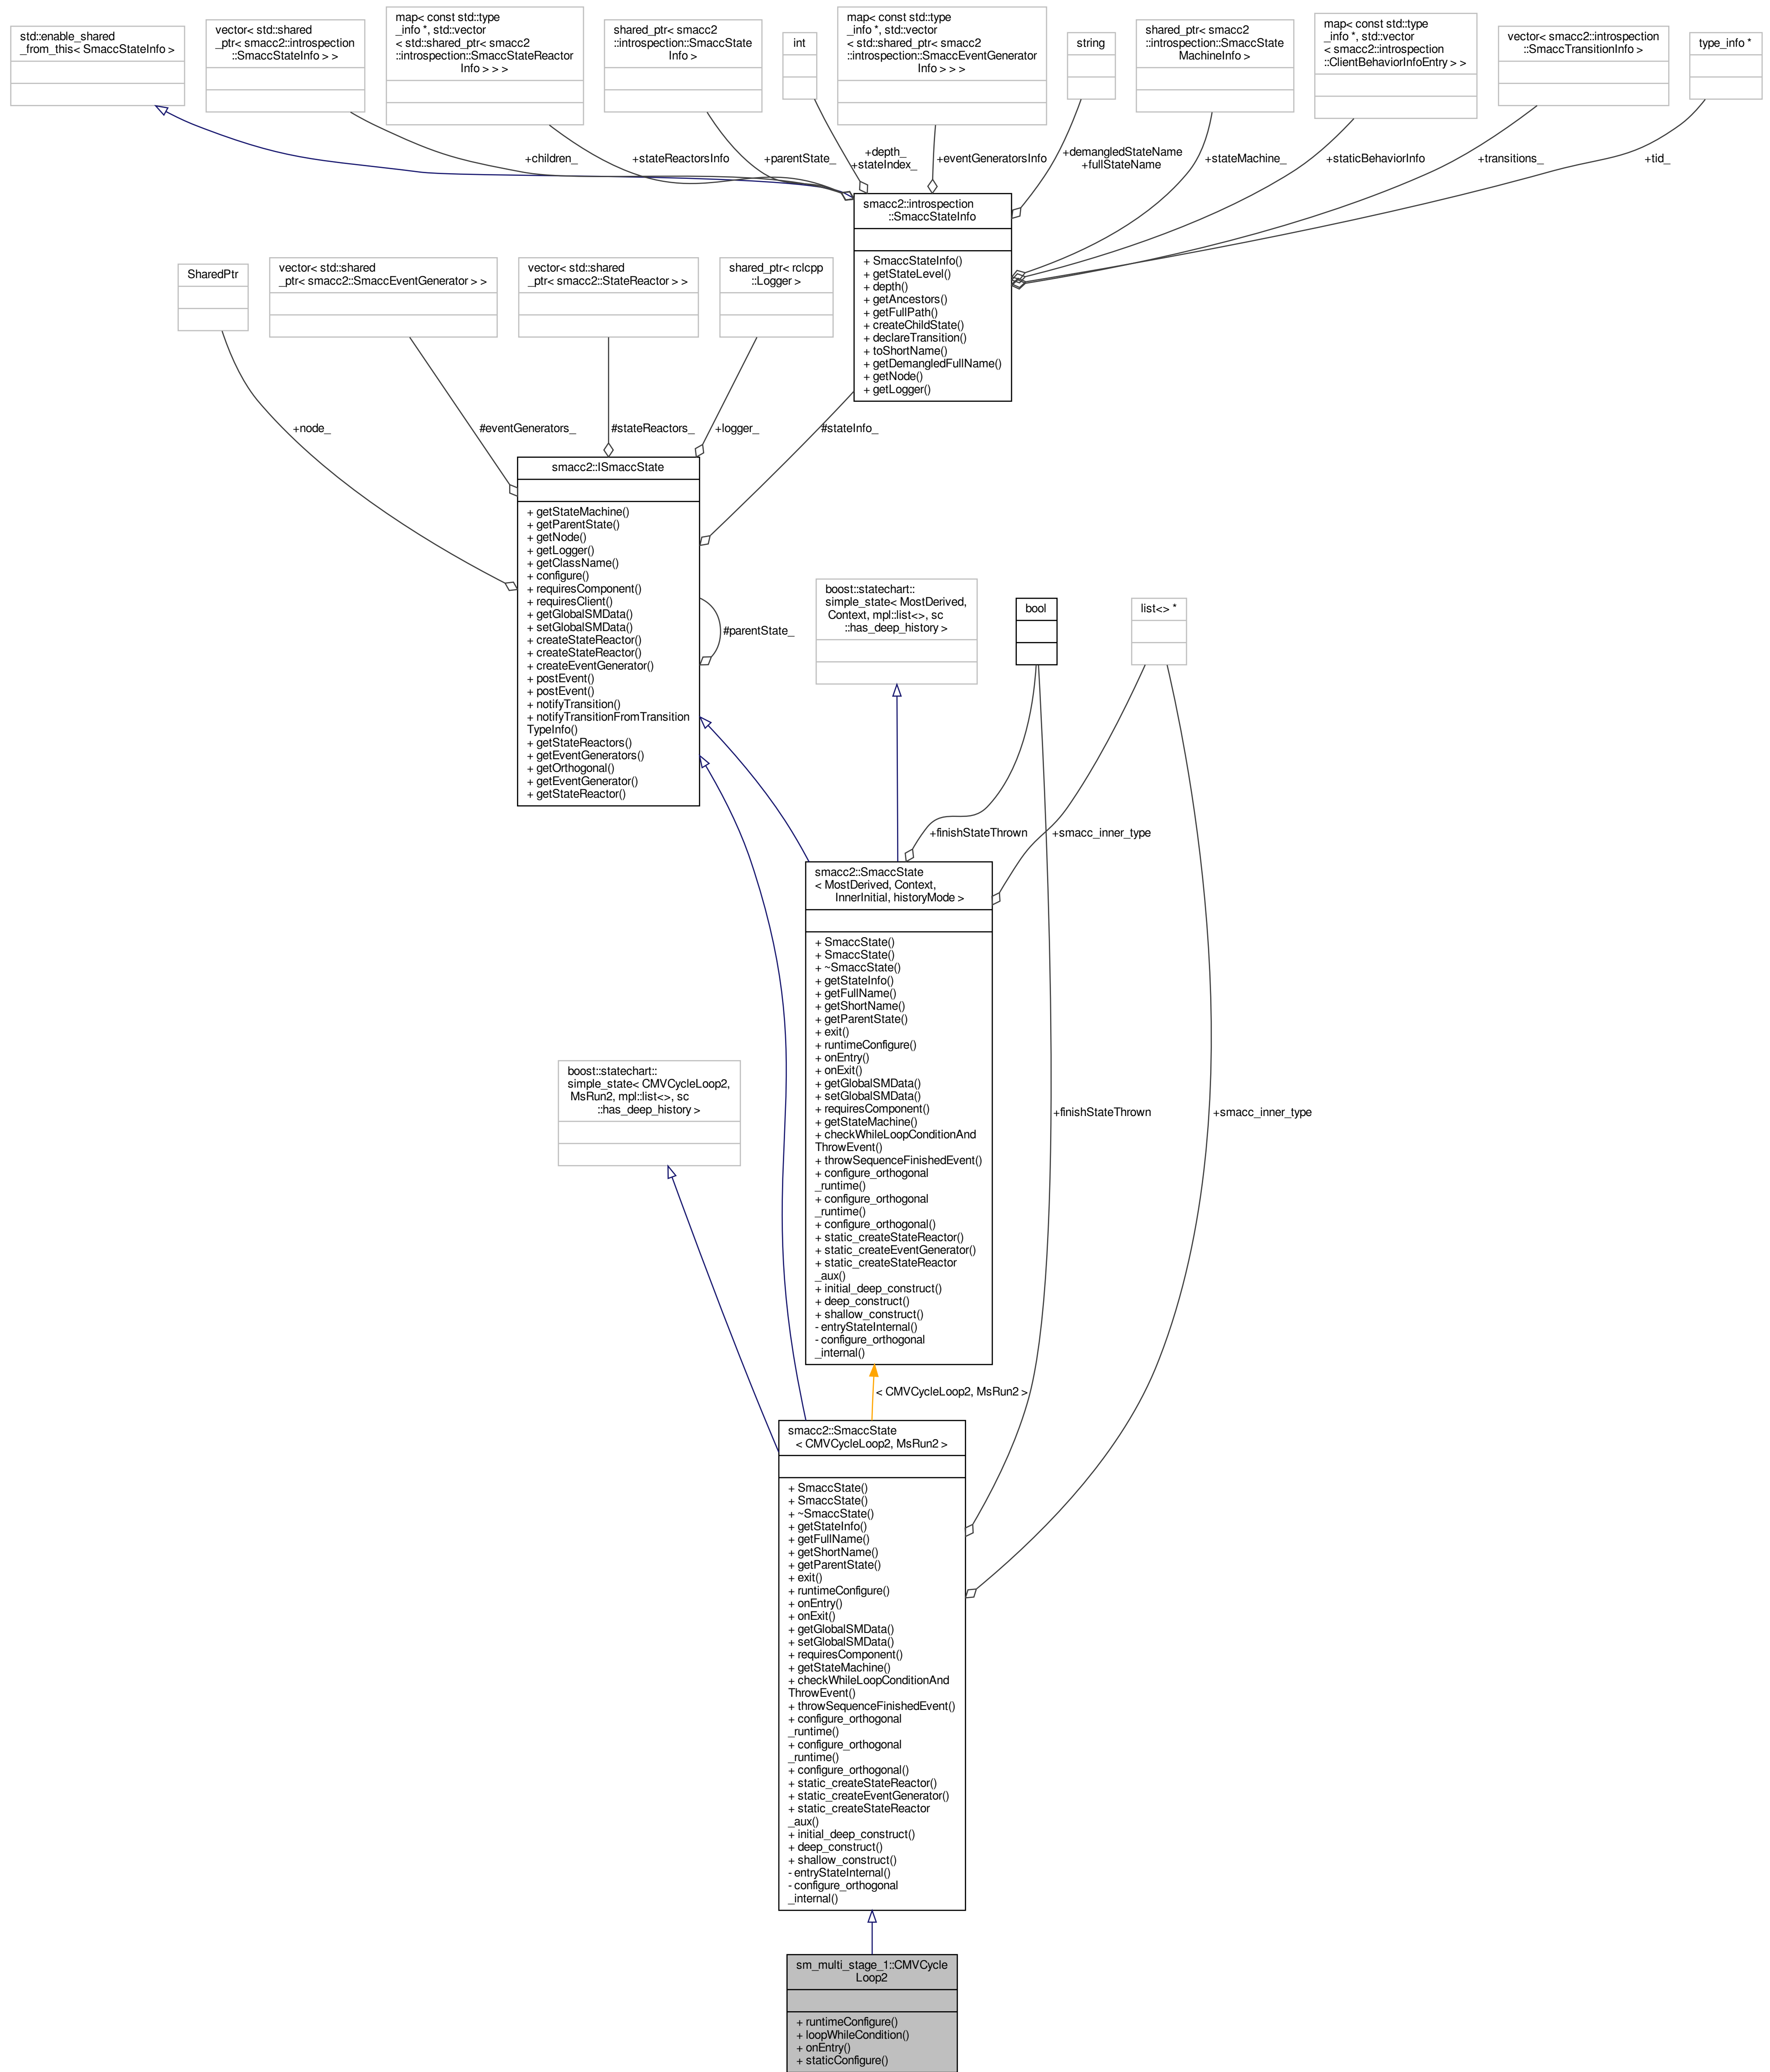 std::enable_shared
_from_this< SmaccStateInfo >
vector< std::shared
_ptr< smacc2::introspection
::SmaccStateInfo > >
map< const std::type
_info *, std::vector
< std::shared_ptr< smacc2
::introspection::SmaccStateReactor
Info > > >
shared_ptr< smacc2
::introspection::SmaccState
Info >
int
map< const std::type
_info *, std::vector
< std::shared_ptr< smacc2
::introspection::SmaccEventGenerator
Info > > >
string
shared_ptr< smacc2
::introspection::SmaccState
MachineInfo >
map< const std::type
_info *, std::vector
< smacc2::introspection
::ClientBehaviorInfoEntry > >
vector< smacc2::introspection
::SmaccTransitionInfo >
type_info *
+children_
+stateReactorsInfo
+parentState_
+depth_
+stateIndex_
+eventGeneratorsInfo
+demangledStateName
+fullStateName
+stateMachine_
+staticBehaviorInfo
+transitions_
+tid_
smacc2::introspection
::SmaccStateInfo
+ SmaccStateInfo()
+ getStateLevel()
+ depth()
+ getAncestors()
+ getFullPath()
+ createChildState()
+ declareTransition()
+ toShortName()
+ getDemangledFullName()
+ getNode()
+ getLogger()
SharedPtr
vector< std::shared
_ptr< smacc2::SmaccEventGenerator > >
vector< std::shared
_ptr< smacc2::StateReactor > >
shared_ptr< rclcpp
::Logger >
+node_
#eventGenerators_
#stateReactors_
+logger_
#stateInfo_
smacc2::ISmaccState
+ getStateMachine()
+ getParentState()
+ getNode()
+ getLogger()
+ getClassName()
+ configure()
+ requiresComponent()
+ requiresClient()
+ getGlobalSMData()
+ setGlobalSMData()
+ createStateReactor()
+ createStateReactor()
+ createEventGenerator()
+ postEvent()
+ postEvent()
+ notifyTransition()
+ notifyTransitionFromTransition
TypeInfo()
+ getStateReactors()
+ getEventGenerators()
+ getOrthogonal()
+ getEventGenerator()
+ getStateReactor()
#parentState_
boost::statechart::
simple_state< MostDerived,
Context, mpl::list<>, sc
::has_deep_history >
bool
list<> *
+finishStateThrown
+smacc_inner_type
smacc2::SmaccState
< MostDerived, Context,
InnerInitial, historyMode >
+ SmaccState()
+ SmaccState()
+ ~SmaccState()
+ getStateInfo()
+ getFullName()
+ getShortName()
+ getParentState()
+ exit()
+ runtimeConfigure()
+ onEntry()
+ onExit()
+ getGlobalSMData()
+ setGlobalSMData()
+ requiresComponent()
+ getStateMachine()
+ checkWhileLoopConditionAnd
ThrowEvent()
+ throwSequenceFinishedEvent()
+ configure_orthogonal
_runtime()
+ configure_orthogonal
_runtime()
+ configure_orthogonal()
+ static_createStateReactor()
+ static_createEventGenerator()
+ static_createStateReactor
_aux()
+ initial_deep_construct()
+ deep_construct()
+ shallow_construct()
- entryStateInternal()
- configure_orthogonal
_internal()
boost::statechart::
simple_state< CMVCycleLoop2,
MsRun2, mpl::list<>, sc
::has_deep_history >
+finishStateThrown
+smacc_inner_type
< CMVCycleLoop2, MsRun2 >
smacc2::SmaccState
< CMVCycleLoop2, MsRun2 >
+ SmaccState()
+ SmaccState()
+ ~SmaccState()
+ getStateInfo()
+ getFullName()
+ getShortName()
+ getParentState()
+ exit()
+ runtimeConfigure()
+ onEntry()
+ onExit()
+ getGlobalSMData()
+ setGlobalSMData()
+ requiresComponent()
+ getStateMachine()
+ checkWhileLoopConditionAnd
ThrowEvent()
+ throwSequenceFinishedEvent()
+ configure_orthogonal
_runtime()
+ configure_orthogonal
_runtime()
+ configure_orthogonal()
+ static_createStateReactor()
+ static_createEventGenerator()
+ static_createStateReactor
_aux()
+ initial_deep_construct()
+ deep_construct()
+ shallow_construct()
- entryStateInternal()
- configure_orthogonal
_internal()
sm_multi_stage_1::CMVCycle
Loop2
+ runtimeConfigure()
+ loopWhileCondition()
+ onEntry()
+ staticConfigure()